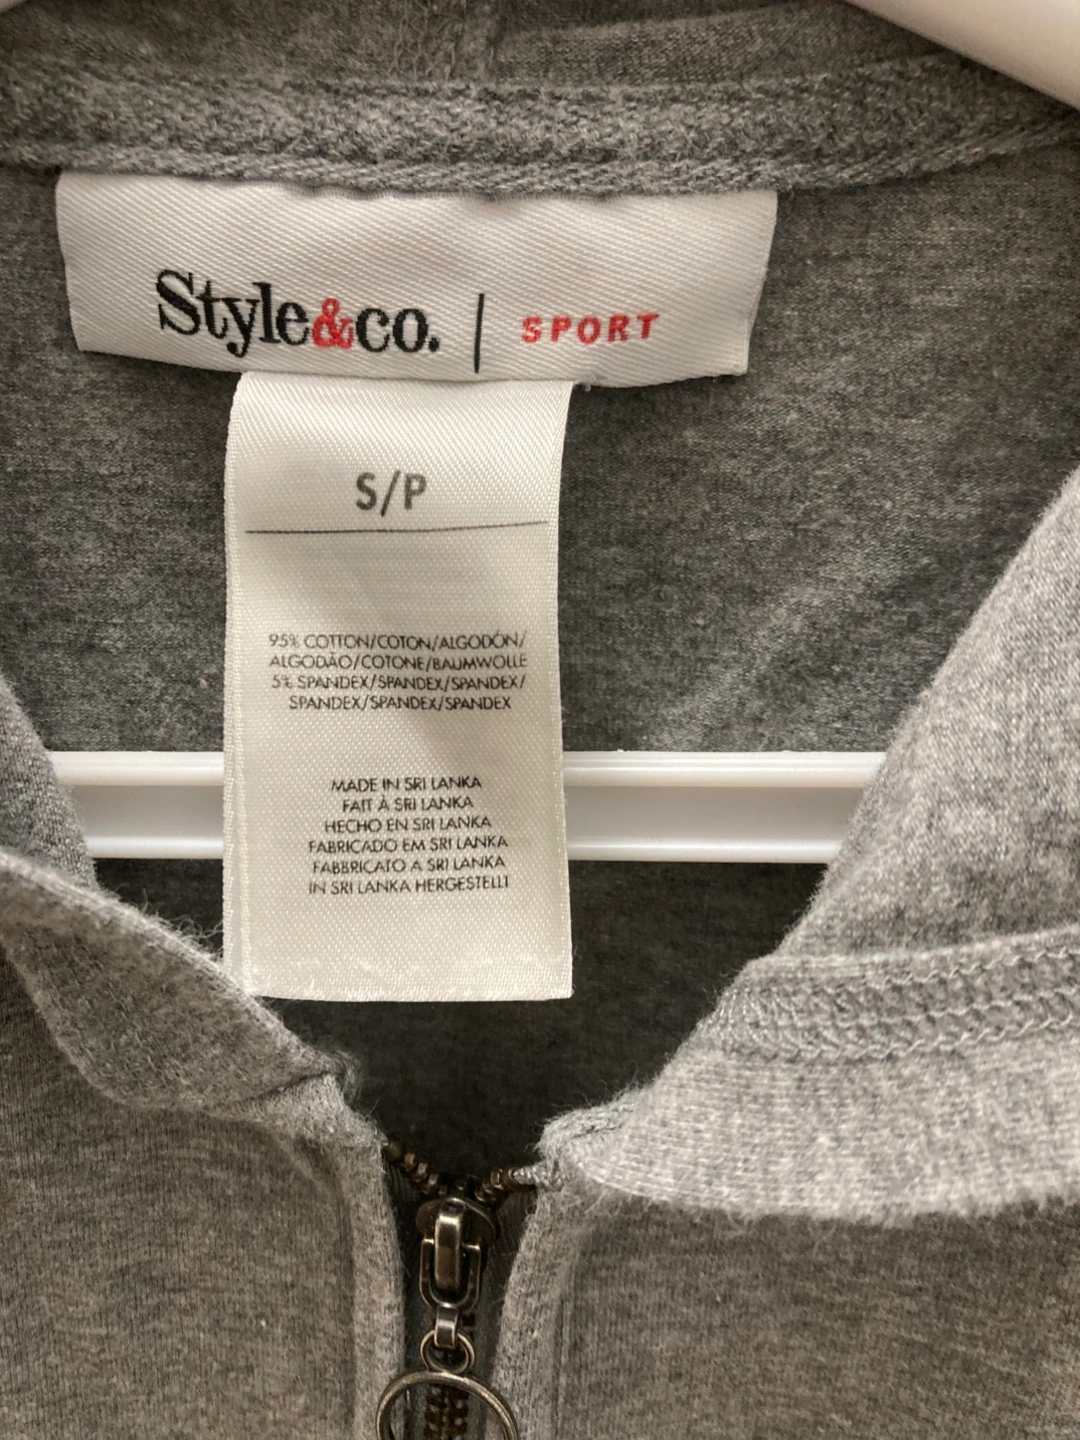 Style&co. | SPORT
S/P
95% COTTON/COTON/ALGODÓN/
ALGODÃO/COTONE/BAUMWOLLE
5% SPANDEX/SPANDEX/SPANDEX/
SPANDEX/SPANDEX/SPANDEX
MADE IN SRI LANKA
FAIT À SRI LANKA
HECHO EN SRI LANKA
FABRICADO EM SRI LANKA
FABBRICATO A SRI LANKA
IN SRI LANKA HERGESTELLT